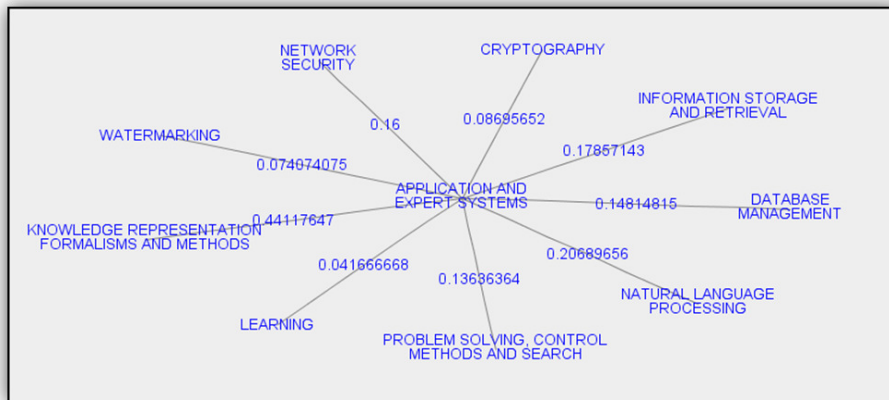 NETWORK
SECURITY
CRYPTOGRAPHY
INFORMATION STORAGE
AND RETRIEVAL
0.08695652
0.16
WATERMARKING
0.17857143
0.074074075
APPLICATION AND
EXPERT SYSTEMS
0.14814815
DATABASE
MANAGEMENT
0.44117647
KNOWLEDGE REPRESENTATION
FORMALISMS AND METHODS
0.20689656
0.041666668
0.13636364
NATURAL LANGUAGE
PROCESSING
LEARNING
PROBLEM SOLVING, CONTROL
METHODS AND SEARCH